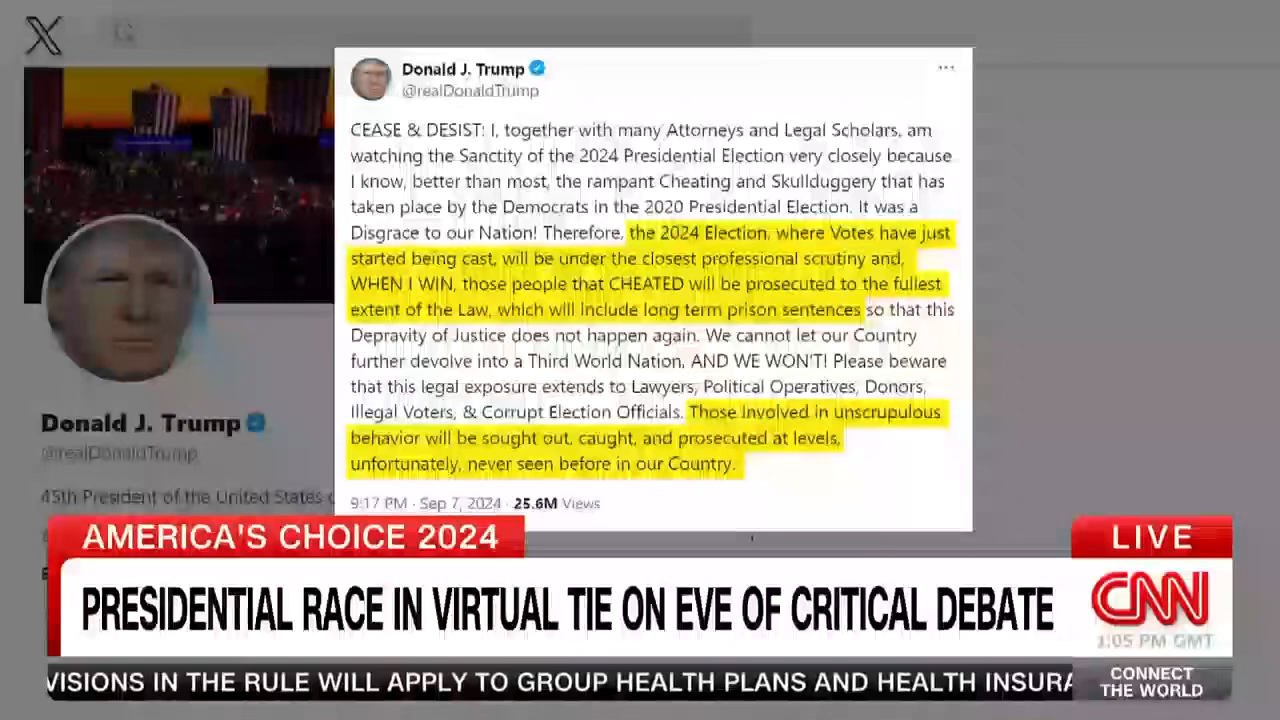 X
Donald J. Trump
@realDonaldTrump
CEASE & DESIST: I, together with many Attorneys and Legal Scholars, am
watching the Sanctity of the 2024 Presidential Election very closely because
I know, better than most, the rampant Cheating and Skullduggery that has
taken place by the Democrats in the 2020 Presidential Election. It was a
Disgrace to our Nation! Therefore, the 2024 Election, where Votes have just
started being cast, will be under the closest professional scrutiny and,
WHEN I WIN, those people that CHEATED will be prosecuted to the fullest
extent of the Law, which will include long term prison sentences so that this
Depravity of Justice does not happen again. We cannot let our Country
further devolve into a Third World Nation, AND WE WON'T! Please beware
that this legal exposure extends to Lawyers, Political Operatives, Donors,
Illegal Voters, & Corrupt Election Officials. Those involved in unscrupulous
behavior will be sought out, caught, and prosecuted at levels,
unfortunately, never seen before in our Country.
9:17 PM · Sep 7, 2024 · 25.6M Views
Donald J. Trump
@realDonaldTrump
45th President of the United States
AMERICA'S CHOICE 2024
LIVE
PRESIDENTIAL RACE IN VIRTUAL TIE ON EVE OF CRITICAL DEBATE
CNN
1:05 PM GMT
VISIONS IN THE RULE WILL APPLY TO GROUP HEALTH PLANS AND HEALTH INSURA
CONNECT
THE WORLD